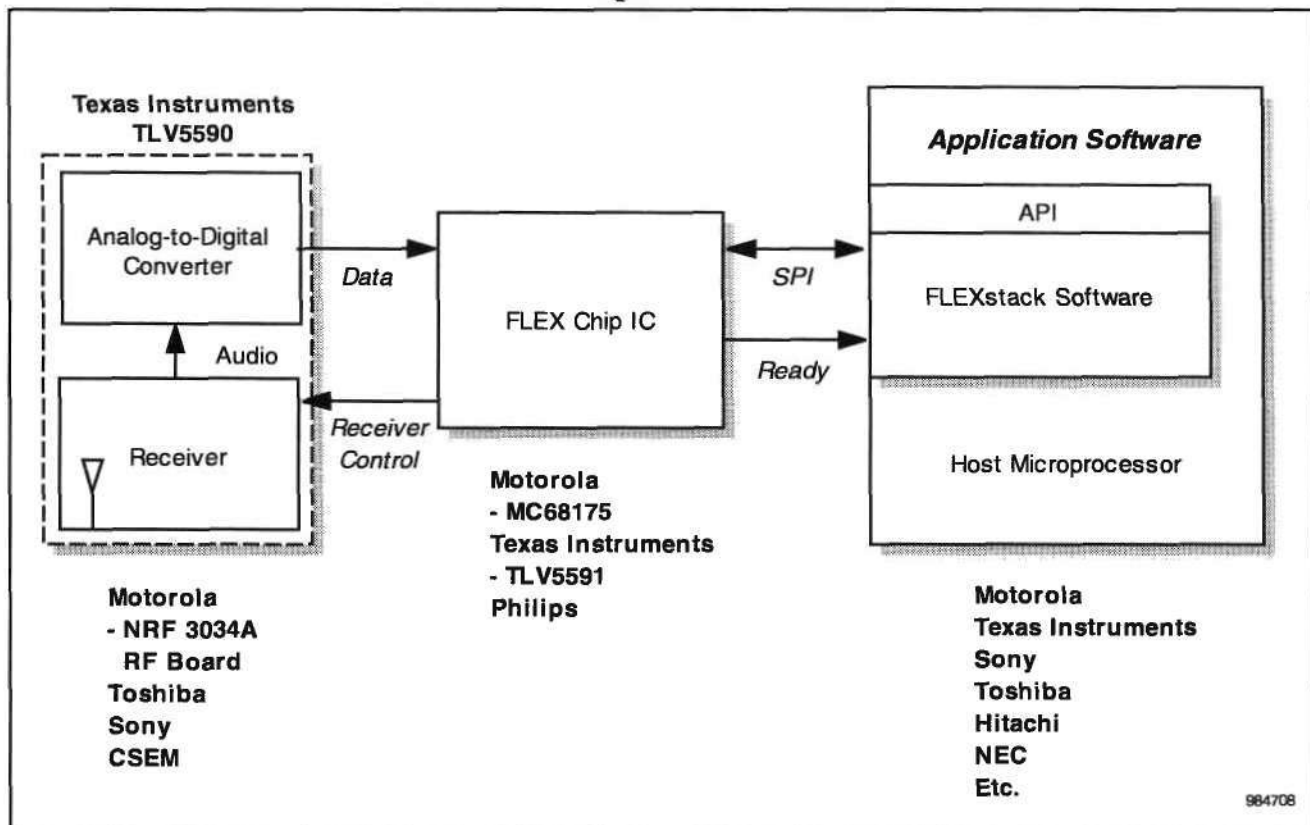 Texas Instruments
TLV5590
Analog-to-Digital
Converter
Audio
Receiver
Data
Receiver
Control
FLEX Chip IC
SPI
Ready
Application Software
API
FLEXstack Software
Host Microprocessor
Motorola
- NRF 3034A
RF Board
Toshiba
Sony
CSEM
Motorola
- MC68175
Texas Instruments
- TLV5591
Philips
Motorola
Texas Instruments
Sony
Toshiba
Hitachi
NEC
Etc.
984708